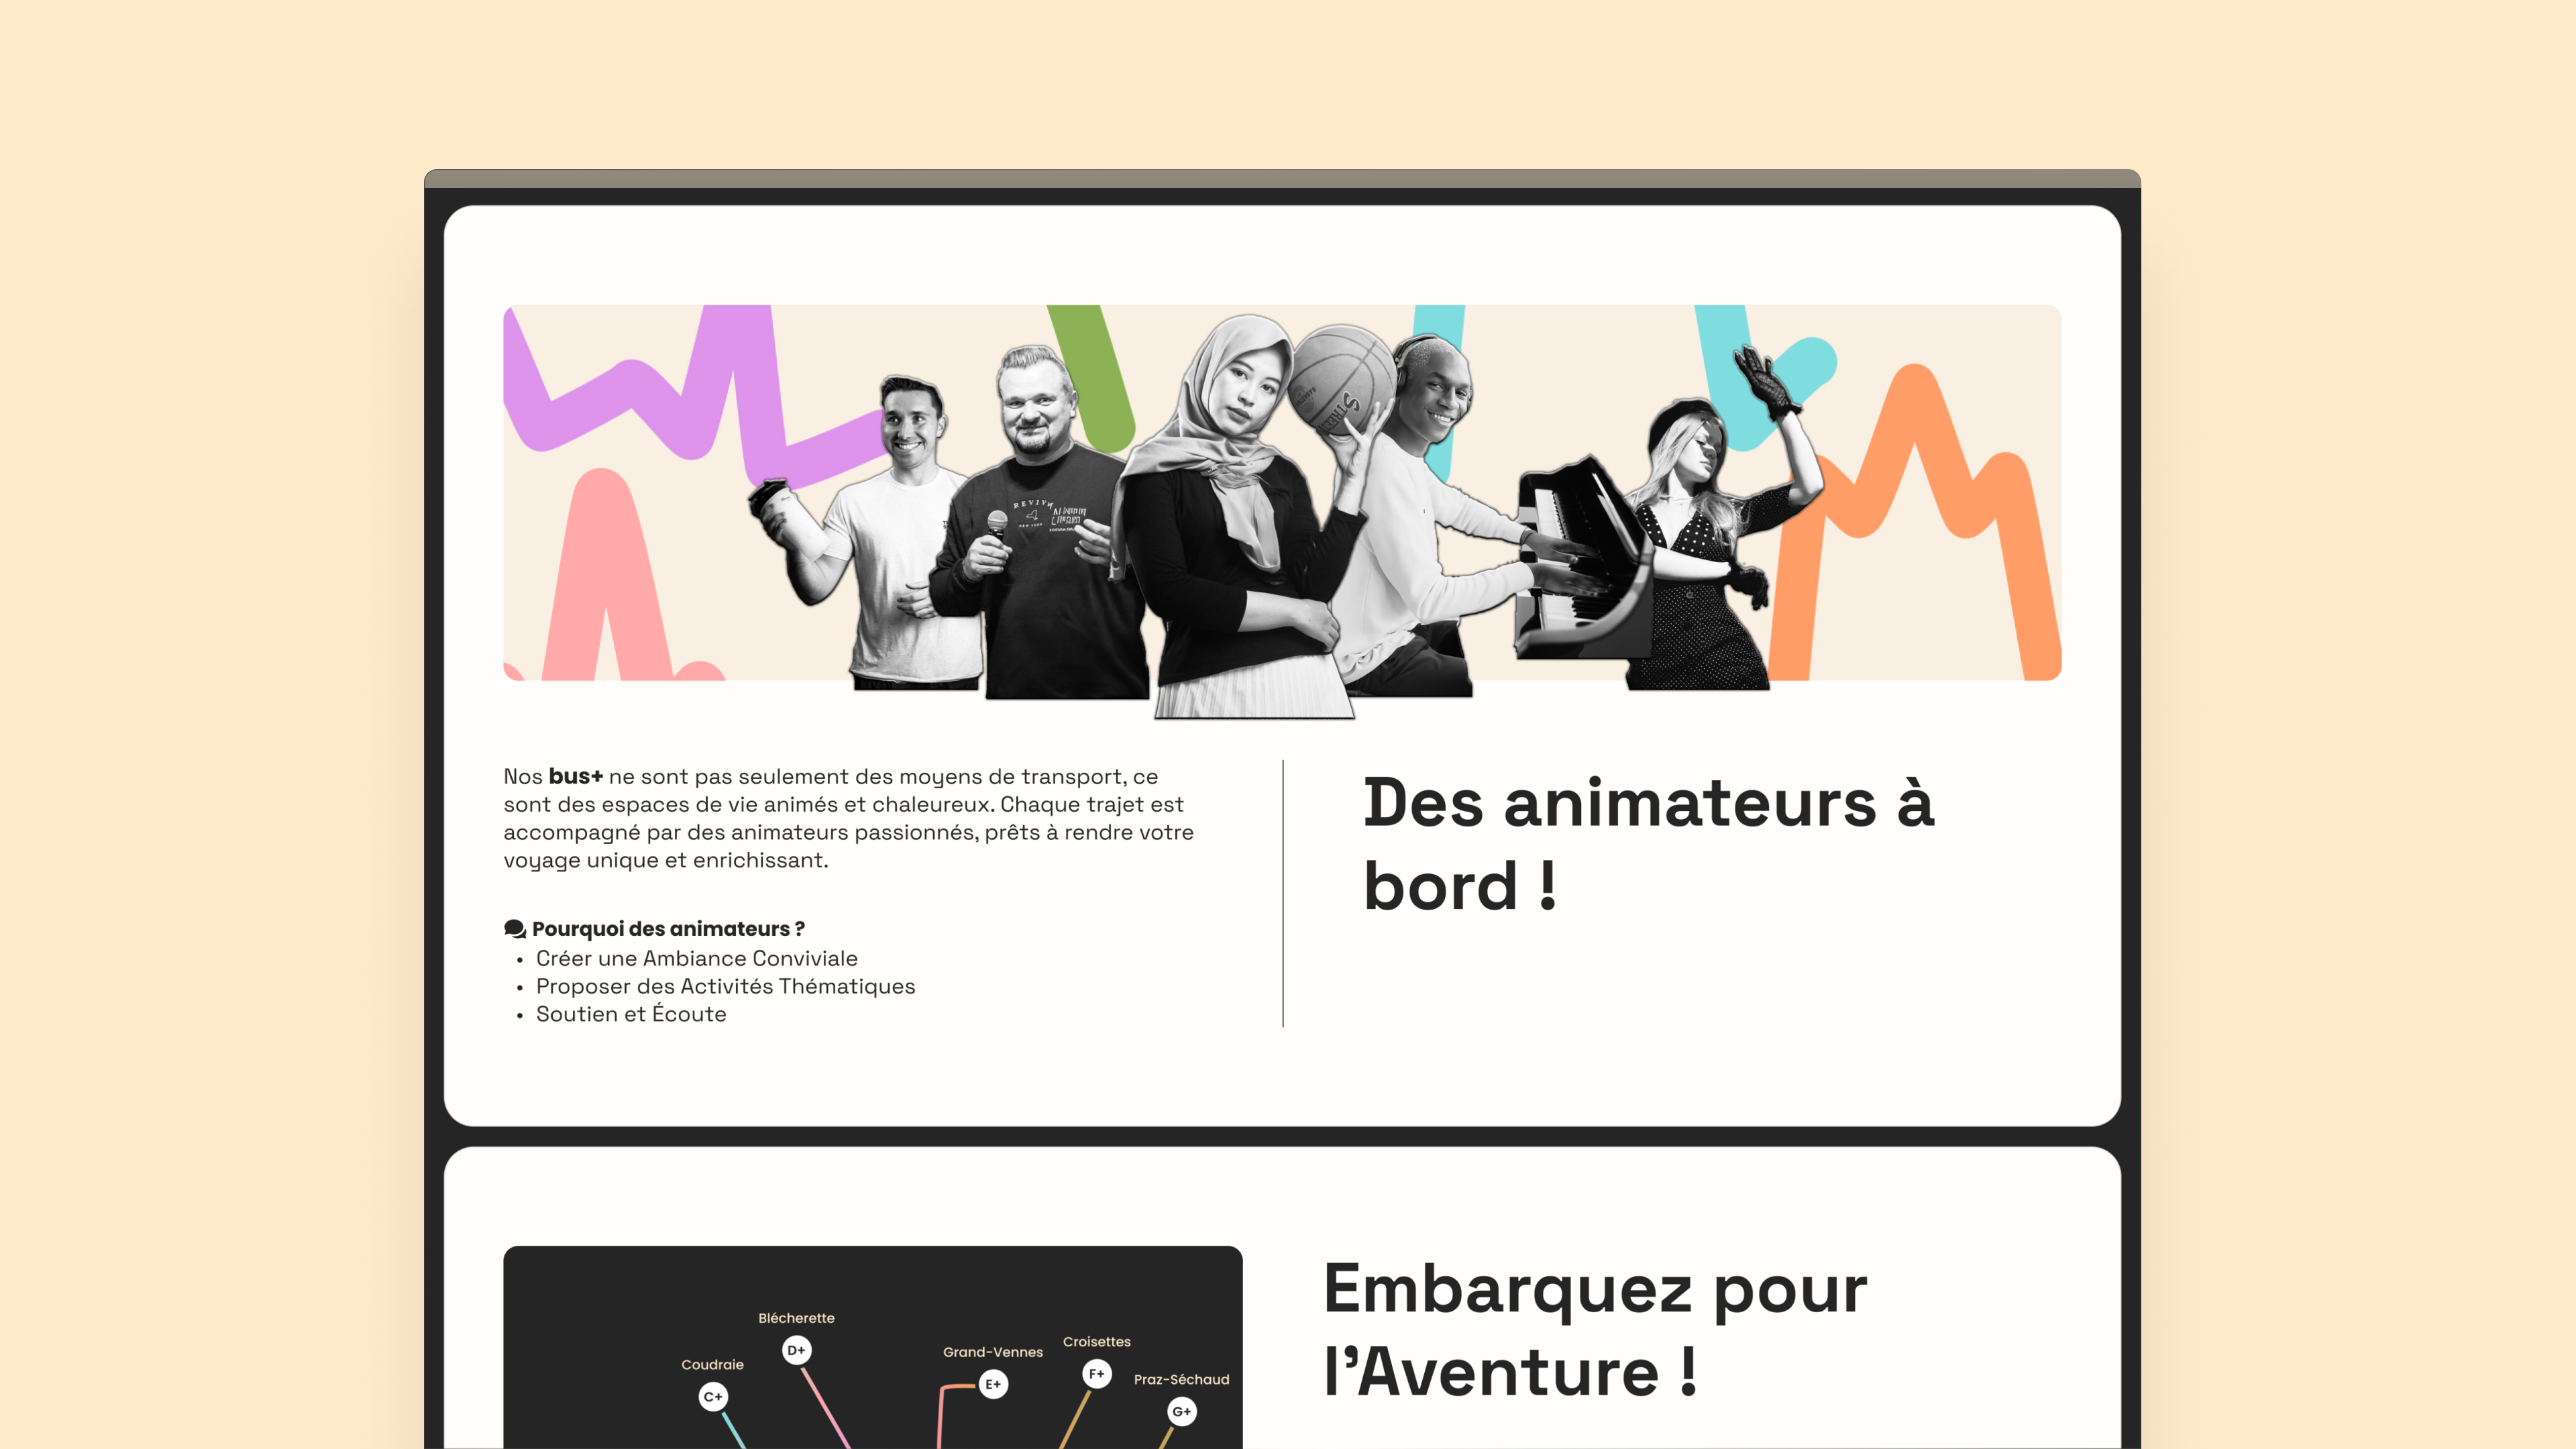 REVIVE
NEW YORK
Nos bus+ ne sont pas seulement des moyens de transport, ce
sont des espaces de vie animés et chaleureux. Chaque trajet est
accompagné par des animateurs passionnés, prêts à rendre votre
voyage unique et enrichissant.
Pourquoi des animateurs ?
• Créer une Ambiance Conviviale
• Proposer des Activités Thématiques
• Soutien et Écoute
Des animateurs à
bord !
Blécherette
D+
Coudraie
C+
Grand-Vennes
E+
Croisettes
F+
Praz-Séchaud
G+
Embarquez pour
l’Aventure !